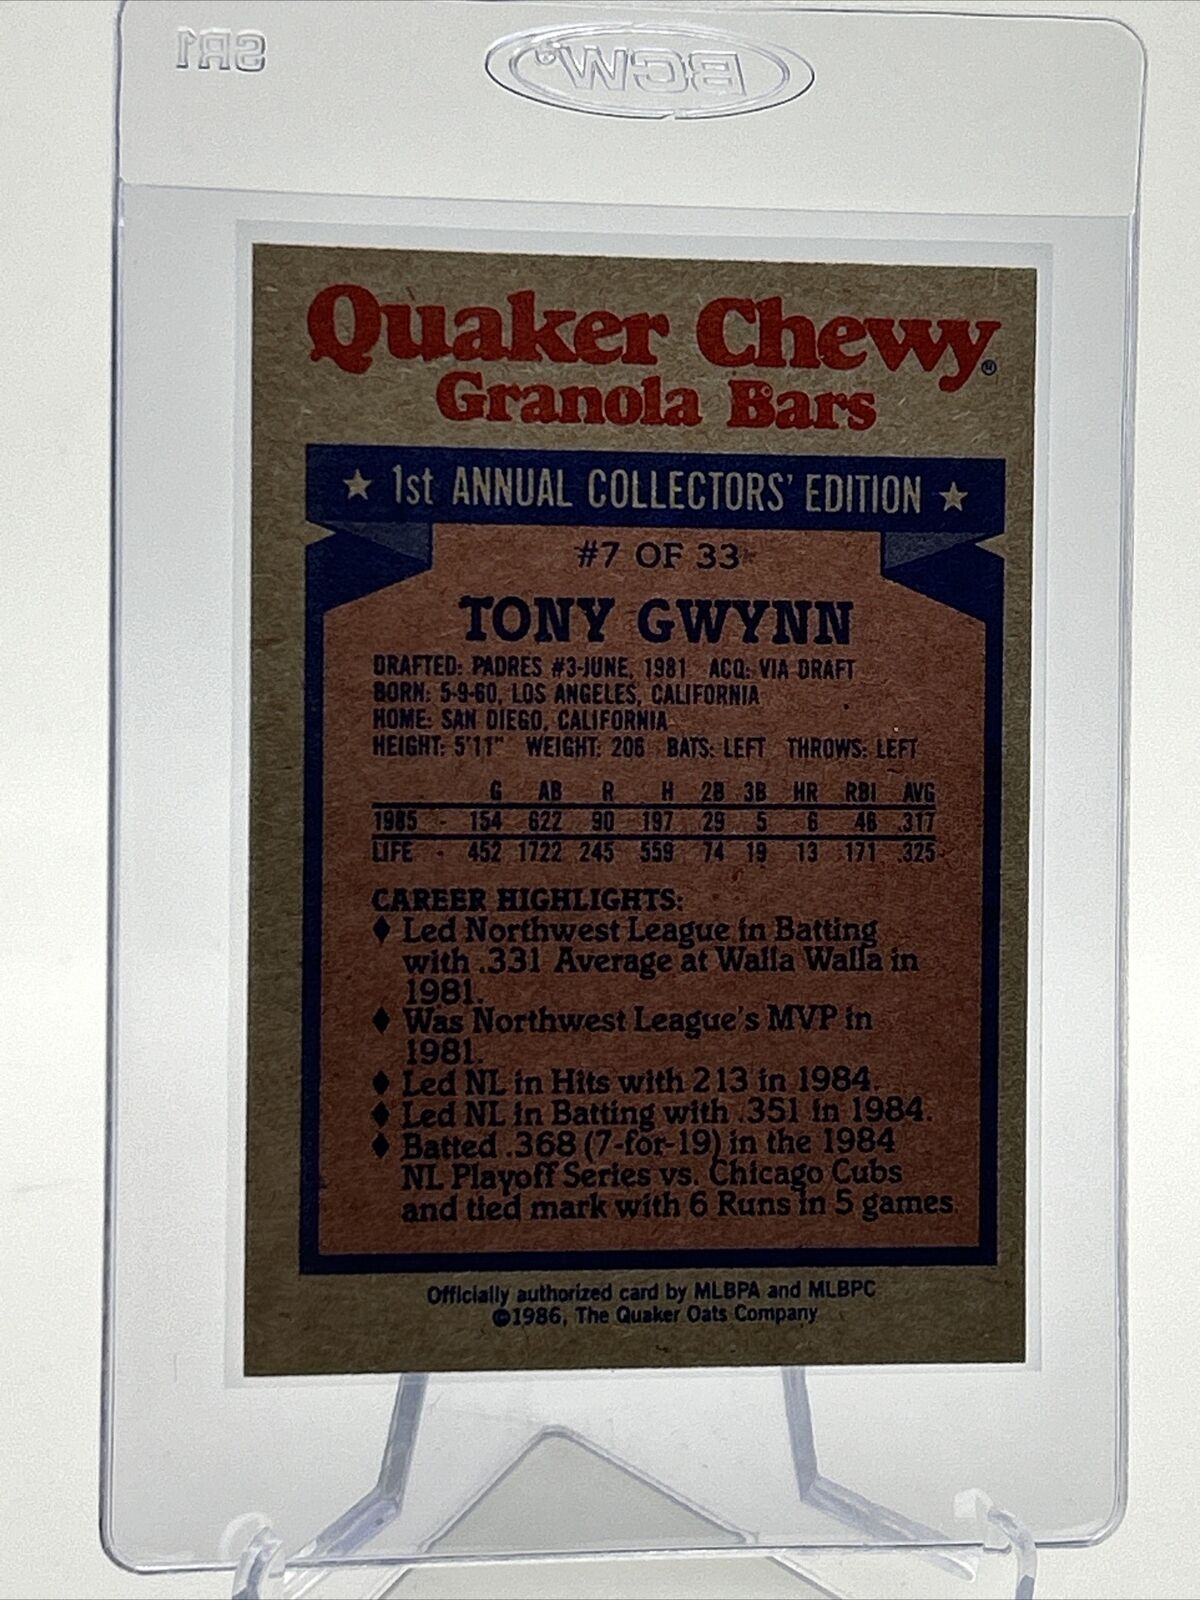 SR1
BCW®
Quaker Chewy®
Granola Bars
★ 1st ANNUAL COLLECTORS' EDITION ★
#7 OF 33
TONY GWYNN
DRAFTED: PADRES #3-JUNE, 1981 ACQ: VIA DRAFT
BORN: 5-9-60, LOS ANGELES, CALIFORNIA
HOME: SAN DIEGO, CALIFORNIA
HEIGHT: 5'11" WEIGHT: 206 BATS: LEFT THROWS: LEFT
G AB R H 2B 3B HR RBI AVG
1985 - 154 622 90 197 29 5 6 46 .317
LIFE - 452 1722 245 559 74 19 13 171 .325
CAREER HIGHLIGHTS:
♦ Led Northwest League in Batting
with .331 Average at Walla Walla in
1981.
♦ Was Northwest League's MVP in
1981.
♦ Led NL in Hits with 213 in 1984.
♦ Led NL in Batting with .351 in 1984.
♦ Batted .368 (7-for-19) in the 1984
NL Playoff Series vs. Chicago Cubs
and tied mark with 6 Runs in 5 games
Officially authorized card by MLBPA and MLBPC
©1986, The Quaker Oats Company